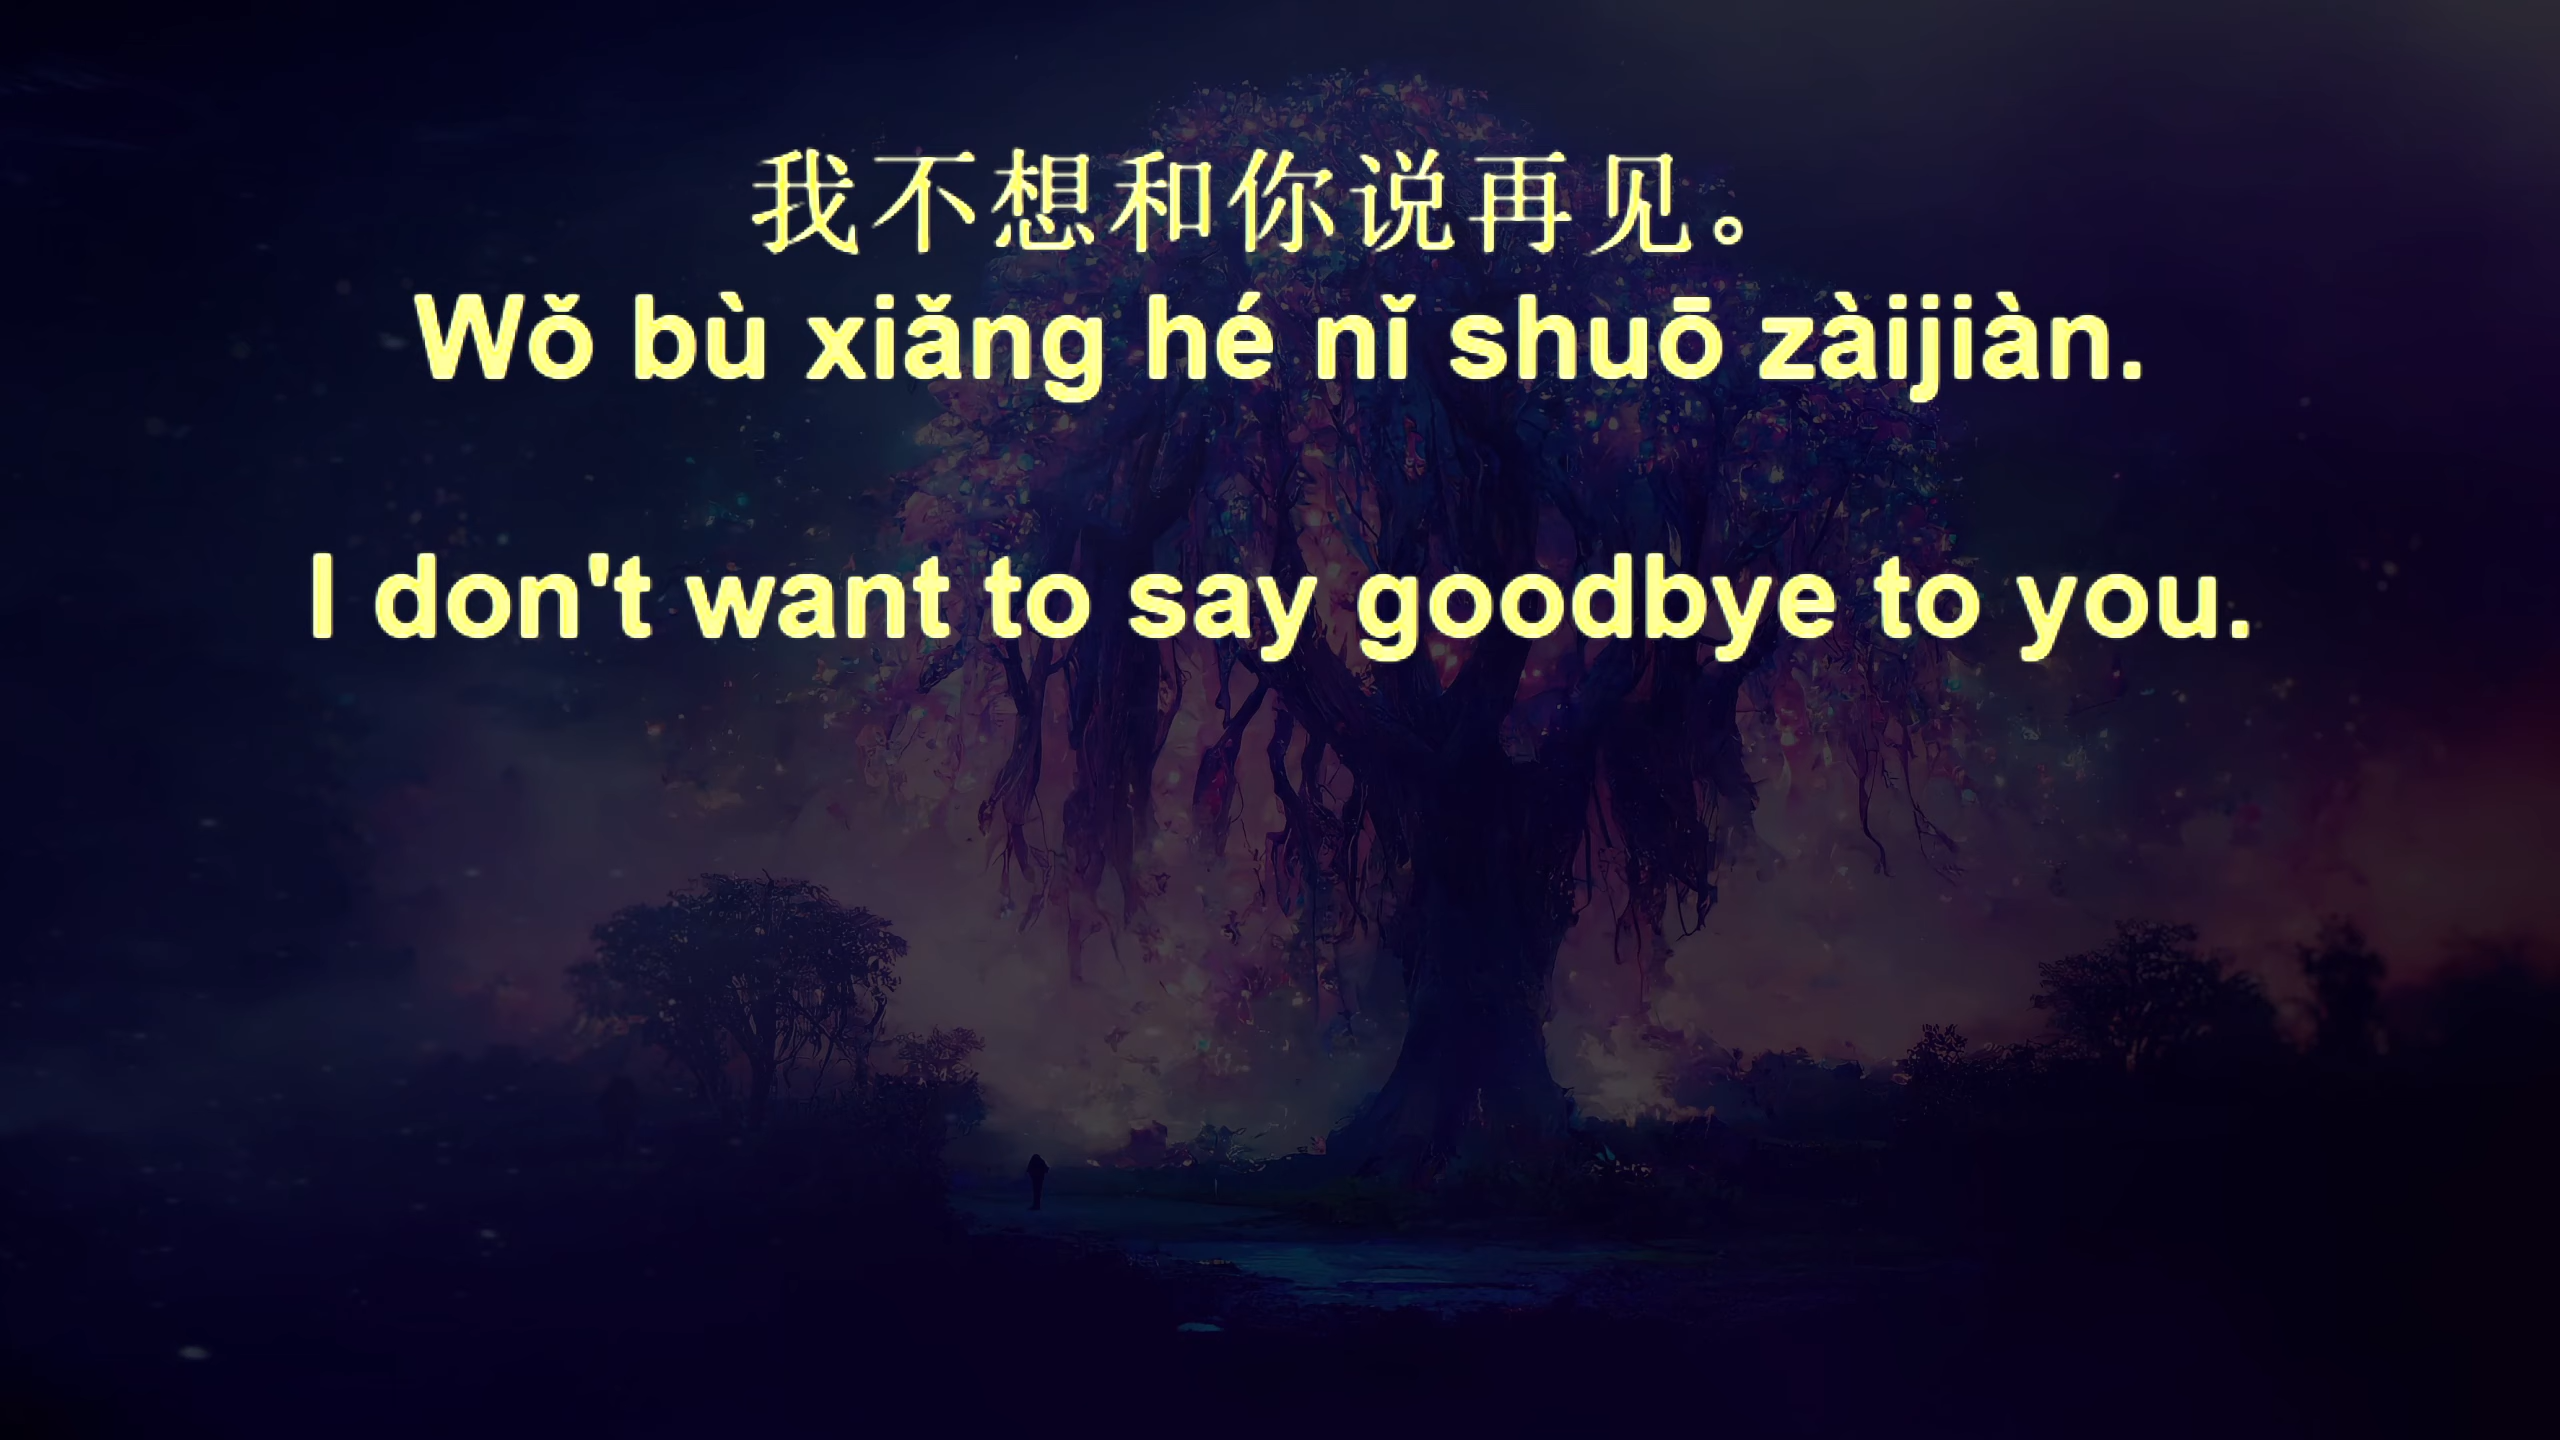 我不想和你说再见。
Wǒ bù xiǎng hé nǐ shuō zàijiàn.
I don't want to say goodbye to you.